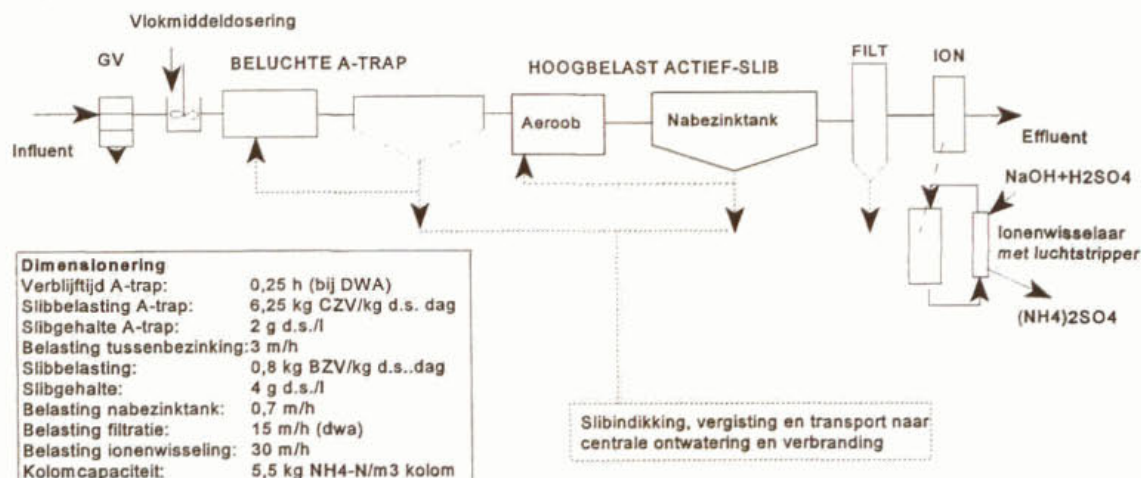 Vlokmiddeldosering
GV
BELUCHTE A-TRAP
HOOGBELAST ACTIEF-SLIB
FILT
ION
Aeroob
Nabezinktank
Influent
Effluent
NaOH+H2SO4
Ionenwisselaar
met luchtstripper
(NH4)2SO4
Dimensionering
Verblijftijd A-trap: 0,25 h (bij DWA)
Slibbelasting A-trap: 6,25 kg CZV/kg d.s. dag
Slibgehalte A-trap: 2 g d.s./l
Belasting tussenbezinking: 3 m/h
Slibbelasting: 0,8 kg BZV/kg d.s..dag
Slibgehalte: 4 g d.s./l
Belasting nabezinktank: 0,7 m/h
Belasting filtratie: 15 m/h (dwa)
Belasting ionenwisseling: 30 m/h
Kolomcapaciteit: 5,5 kg NH4-N/m3 kolom
Slibindikking, vergisting en transport naar
centrale ontwatering en verbranding